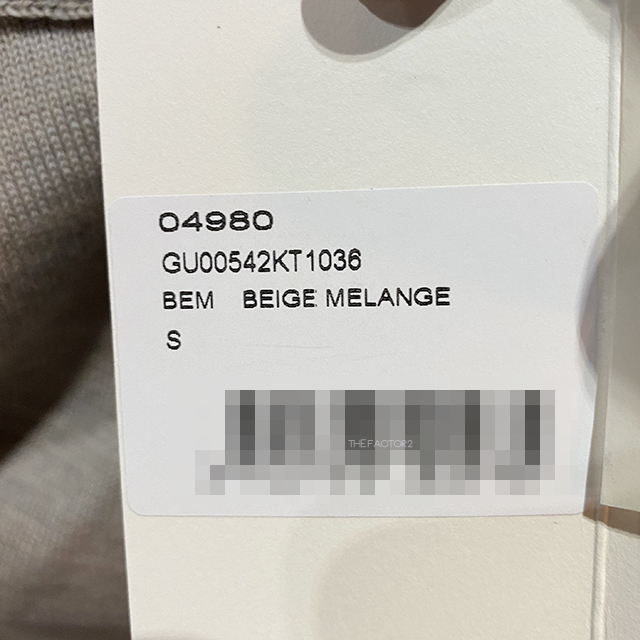 04980
GU00542KT1036
BEM BEIGE MELANGE
S
THE FACTOR2